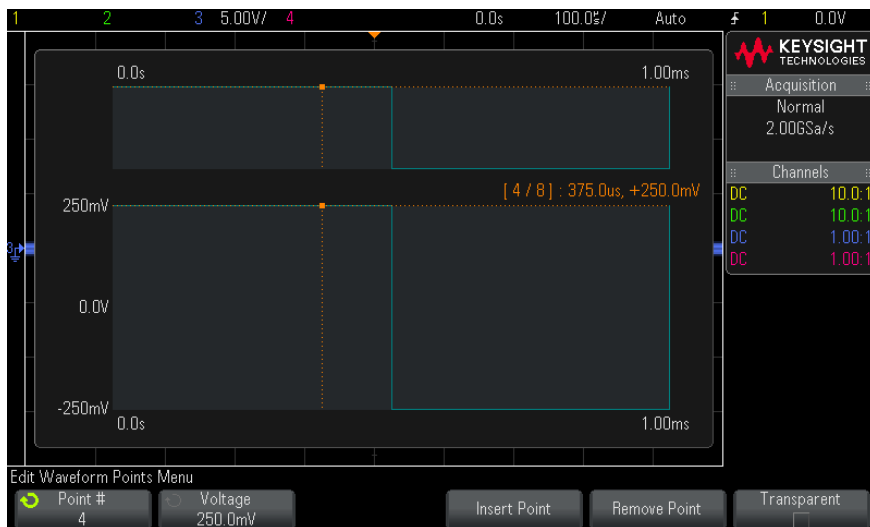 1 2 3 5.00V/ 4 0.0s 100.0us/ Auto 1 0.0V
KEYSIGHT
TECHNOLOGIES
Acquisition
Normal
2.00GSa/s
Channels
DC 10.0:1
DC 10.0:1
DC 1.00:1
DC 1.00:1
0.0s 1.00ms
[ 4 / 8 ] : 375.0us, +250.0mV
250mV
3
0.0V
-250mV
0.0s 1.00ms
Edit Waveform Points Menu
Point #
4
Voltage
250.0mV
Insert Point
Remove Point
Transparent